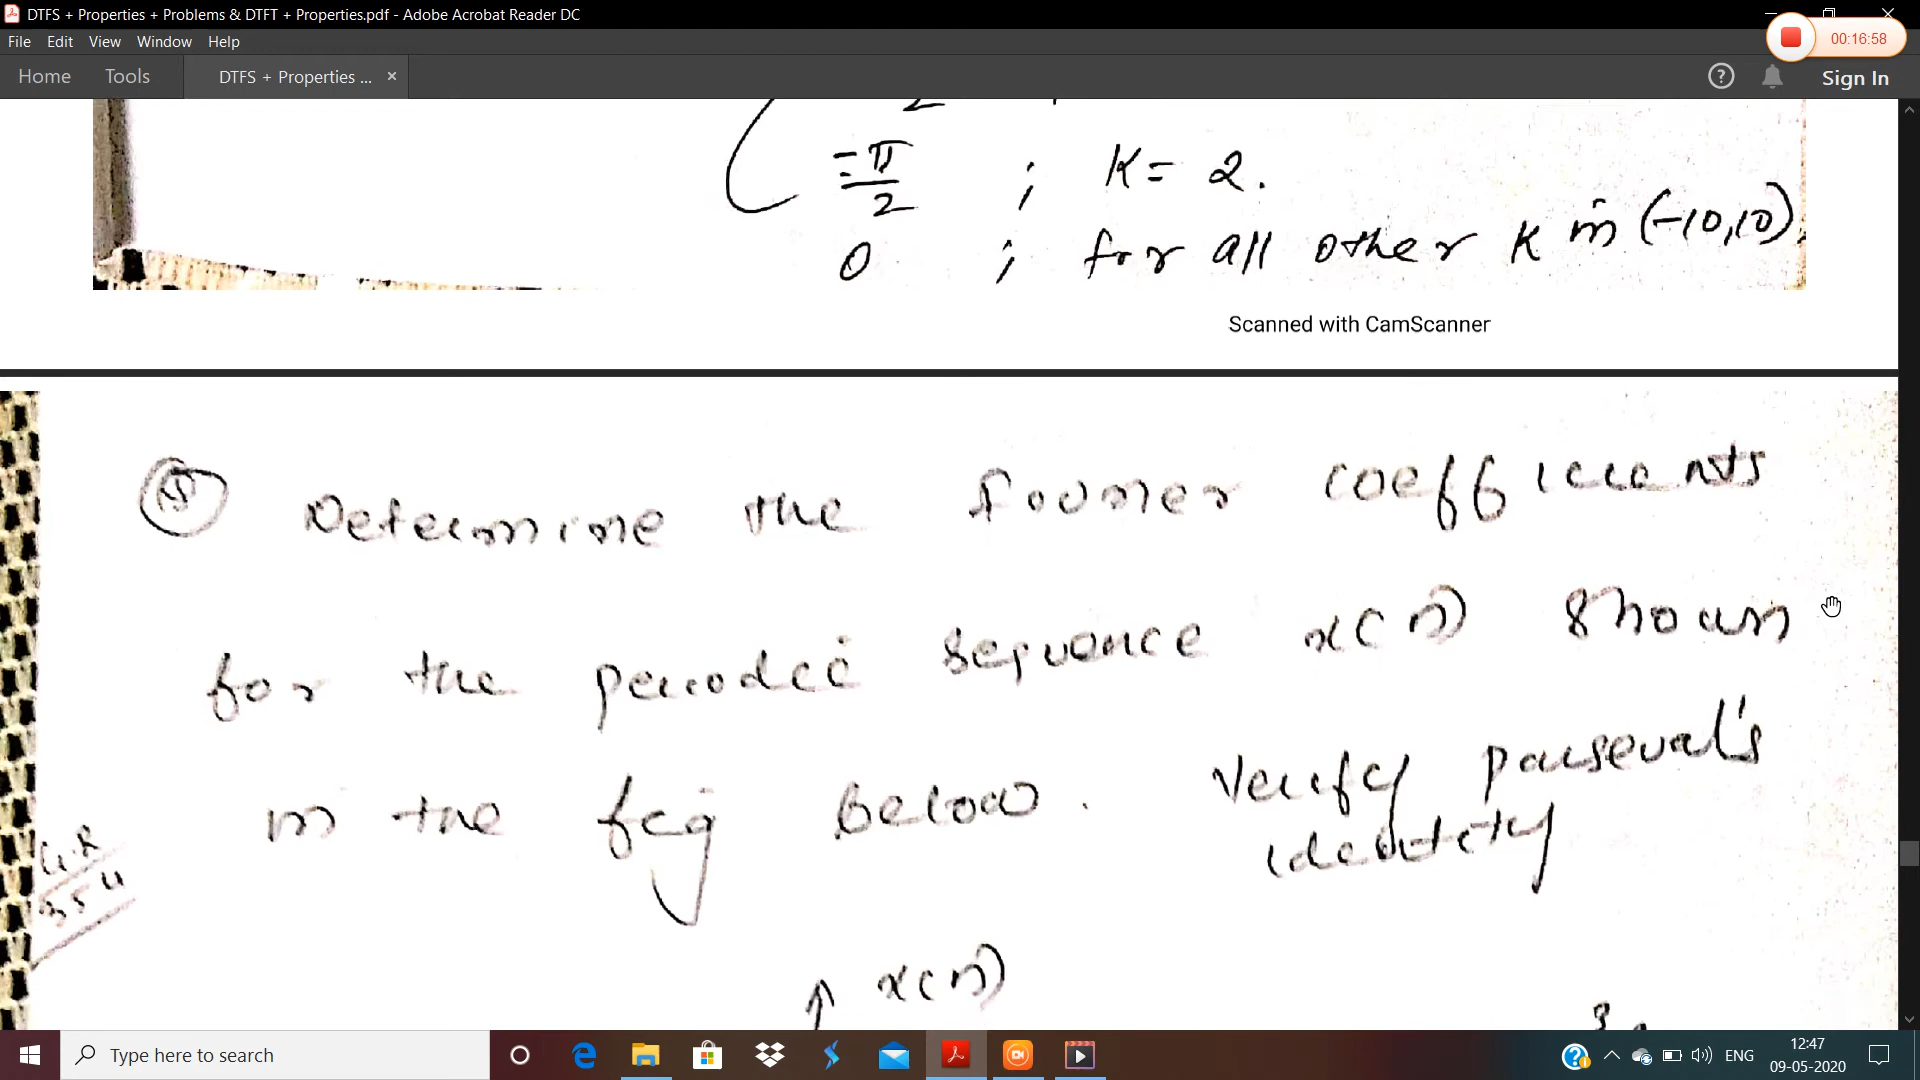 DTFS + Properties + Problems & DTFT + Properties.pdf - Adobe Acrobat Reader DC
File Edit View Window Help
00:16:58
Home Tools DTFS + Properties ... × ? Sign In
2
-π/2 ; K = 2.
0 ; for all other K in (-10,10)
Scanned with CamScanner
Determine the fourier coefficients
for the periodic sequence x(n) shown
in the fig below. Verify parseval's
identity
x(n)
3
Type here to search
ENG
12:47
09-05-2020